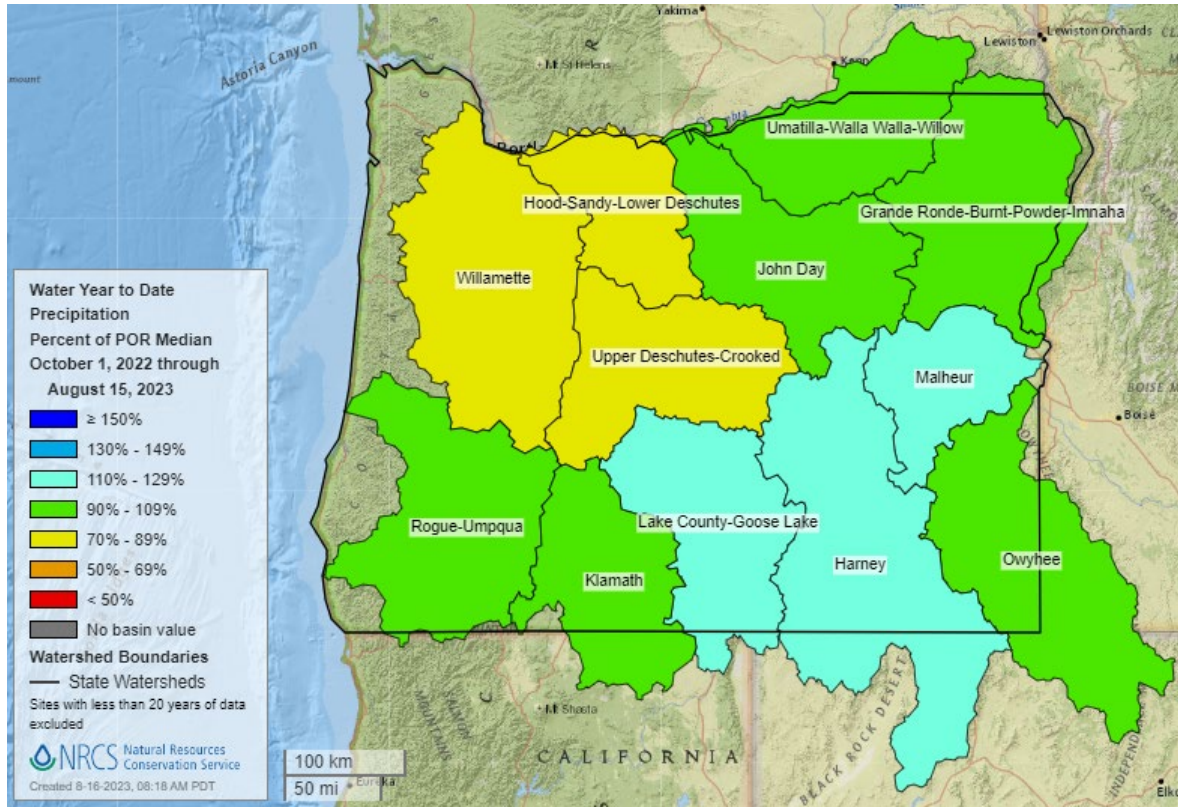 mount
Astoria Canyon
Yakima
Lewiston
Lewiston Orchards
Mt St Helens
Umatilla-Walla Walla-Willow
Hood-Sandy-Lower Deschutes
Grande Ronde-Burnt-Powder-Imnaha
Willamette
John Day
Upper Deschutes-Crooked
Malheur
Boise
Rogue-Umpqua
Lake County-Goose Lake
Klamath
Harney
Owyhee
Water Year to Date
Precipitation
Percent of POR Median
October 1, 2022 through
August 15, 2023
≥ 150%
130% - 149%
110% - 129%
90% - 109%
70% - 89%
50% - 69%
< 50%
No basin value
Watershed Boundaries
State Watersheds
Sites with less than 20 years of data
excluded
NRCS Natural Resources
Conservation Service
Created 8-16-2023, 08:18 AM PDT
100 km
50 mi
Eureka
Mt Shasta
CALIFORNIA
BLACK ROCK DESERT
Elko